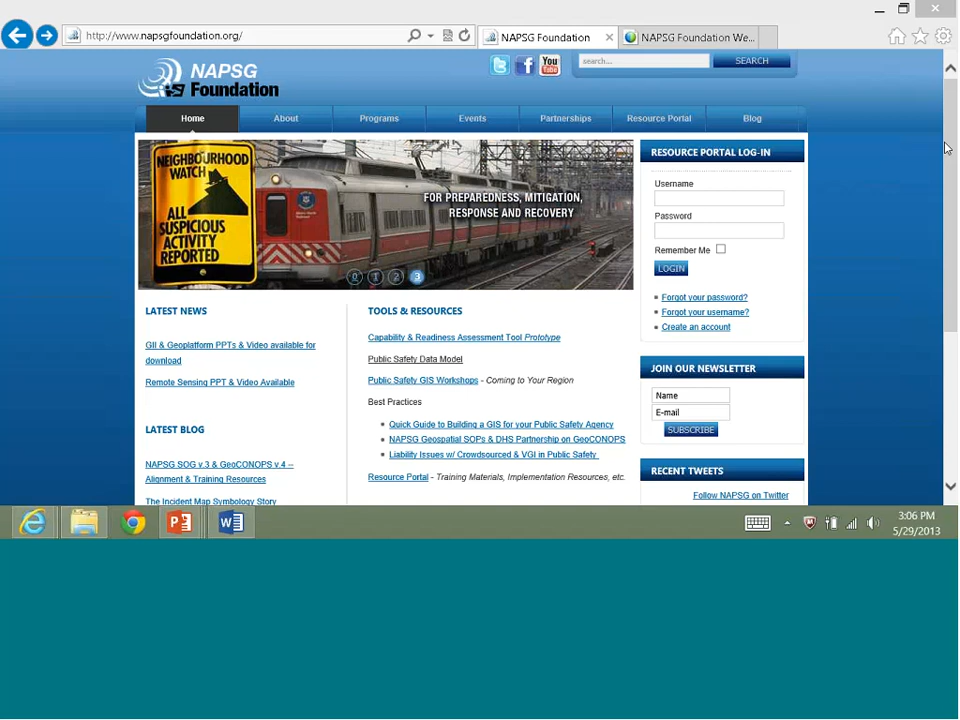 http://www.napsgfoundation.org/
NAPSG Foundation
NAPSG Foundation We...
NAPSG
Foundation
You
Tube
search...
SEARCH
Home
About
Programs
Events
Partnerships
Resource Portal
Blog
NEIGHBOURHOOD
WATCH
ALL
SUSPICIOUS
ACTIVITY
REPORTED
FOR PREPAREDNESS, MITIGATION,
RESPONSE AND RECOVERY
0
1
2
3
RESOURCE PORTAL LOG-IN
Username
Password
Remember Me
LOGIN
Forgot your password?
Forgot your username?
Create an account
LATEST NEWS
GII & Geoplatform PPTs & Video available for
download
Remote Sensing PPT & Video Available
LATEST BLOG
NAPSG SOG v.3 & GeoCONOPS v.4 –
Alignment & Training Resources
The Incident Map Symbology Story
TOOLS & RESOURCES
Capability & Readiness Assessment Tool Prototype
Public Safety Data Model
Public Safety GIS Workshops - Coming to Your Region
Best Practices
Quick Guide to Building a GIS for your Public Safety Agency
NAPSG Geospatial SOPs & DHS Partnership on GeoCONOPS
Liability Issues w/ Crowdsourced & VGI in Public Safety
Resource Portal - Training Materials, Implementation Resources, etc.
JOIN OUR NEWSLETTER
Name
E-mail
SUBSCRIBE
RECENT TWEETS
Follow NAPSG on Twitter
3:06 PM
5/29/2013